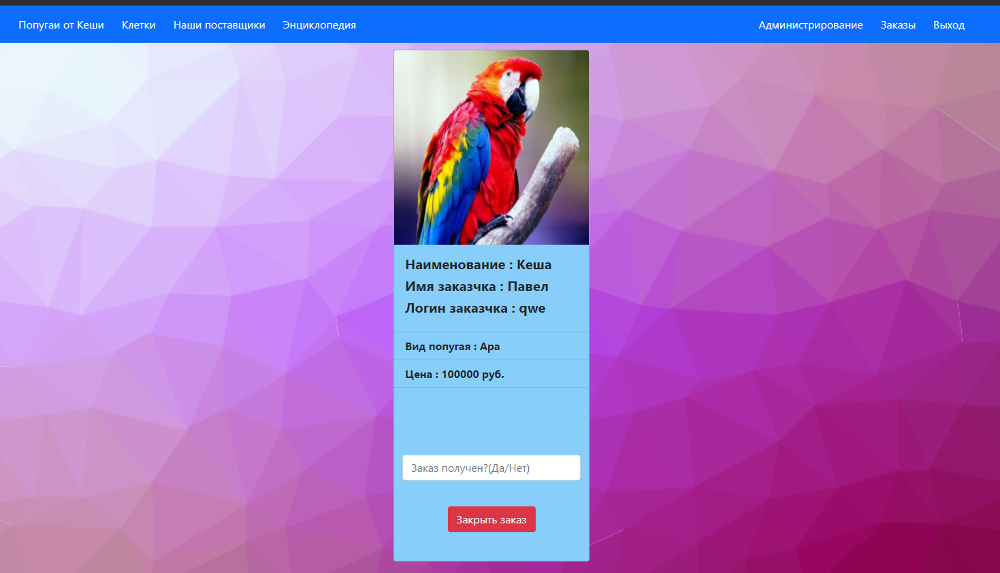 Попугаи от Кеши Клетки Наши поставщики Энциклопедия Администрирование Заказы Выход
Наименование : Кеша
Имя заказчка : Павел
Логин заказчка : qwe
Вид попугая : Ара
Цена : 100000 руб.
Заказ получен?(Да/Нет)
Закрыть заказ